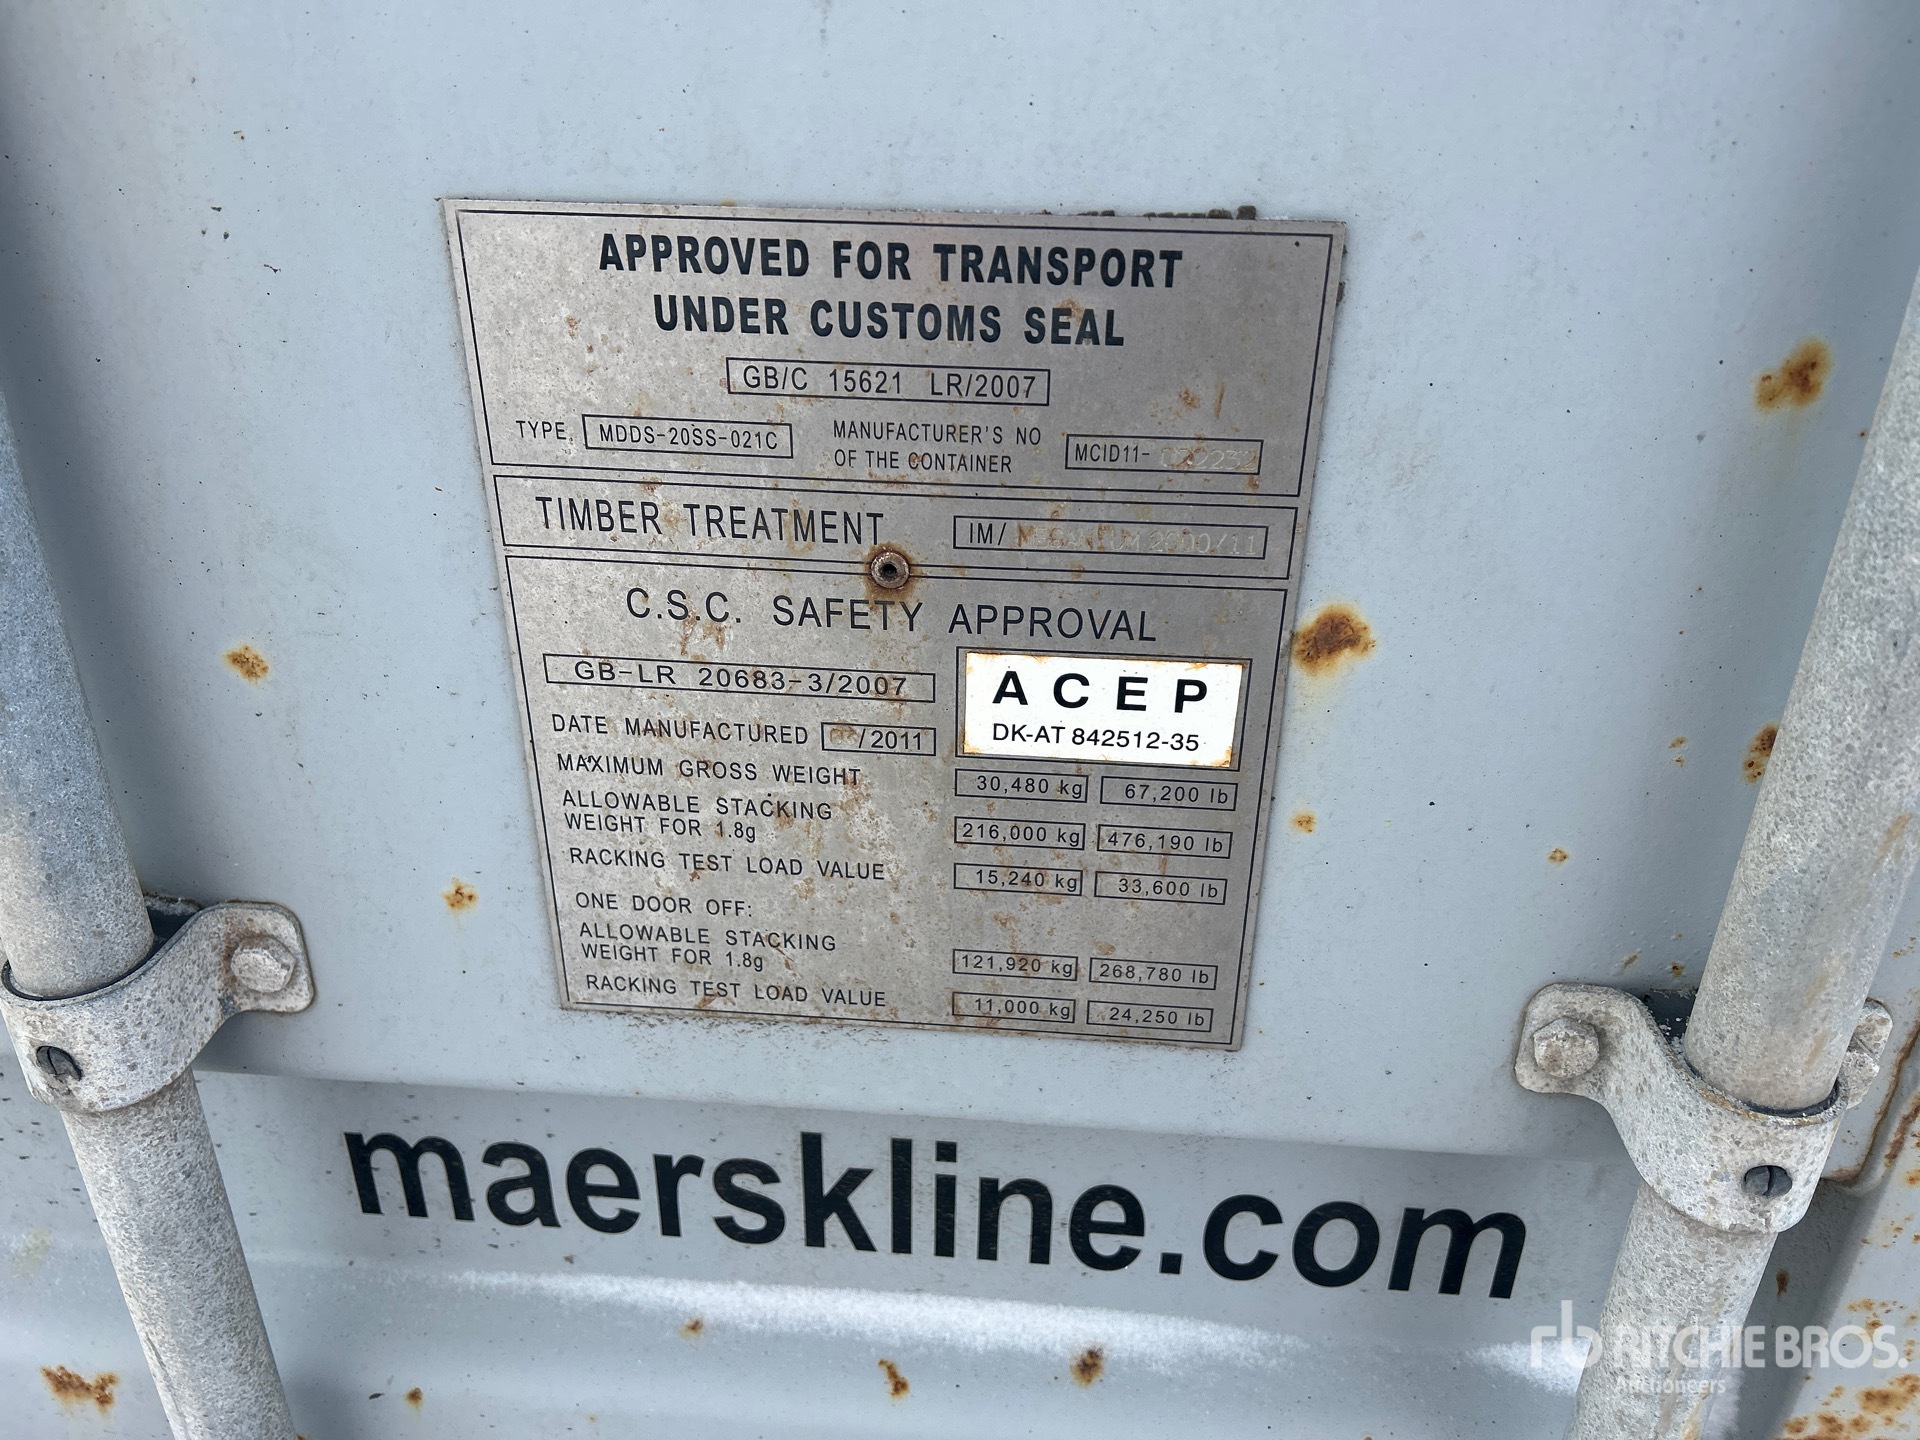 APPROVED FOR TRANSPORT
UNDER CUSTOMS SEAL
GB/C 15621 LR/2007
TYPE. MDDS-20SS-021C
MANUFACTURER'S NO
OF THE CONTAINER
MCID11-
TIMBER TREATMENT
IM/ 2000/11
C.S.C. SAFETY APPROVAL
GB-LR 20683-3/2007
ACEP
DK-AT 842512-35
DATE MANUFACTURED /2011
MAXIMUM GROSS WEIGHT 30,480 kg 67,200 lb
ALLOWABLE STACKING
WEIGHT FOR 1.8g 216,000 kg 476,190 lb
RACKING TEST LOAD VALUE 15,240 kg 33,600 lb
ONE DOOR OFF:
ALLOWABLE STACKING
WEIGHT FOR 1.8g 121,920 kg 268,780 lb
RACKING TEST LOAD VALUE 11,000 kg 24,250 lb
maerskline.com
rb RITCHIE BROS.
Auctioneers